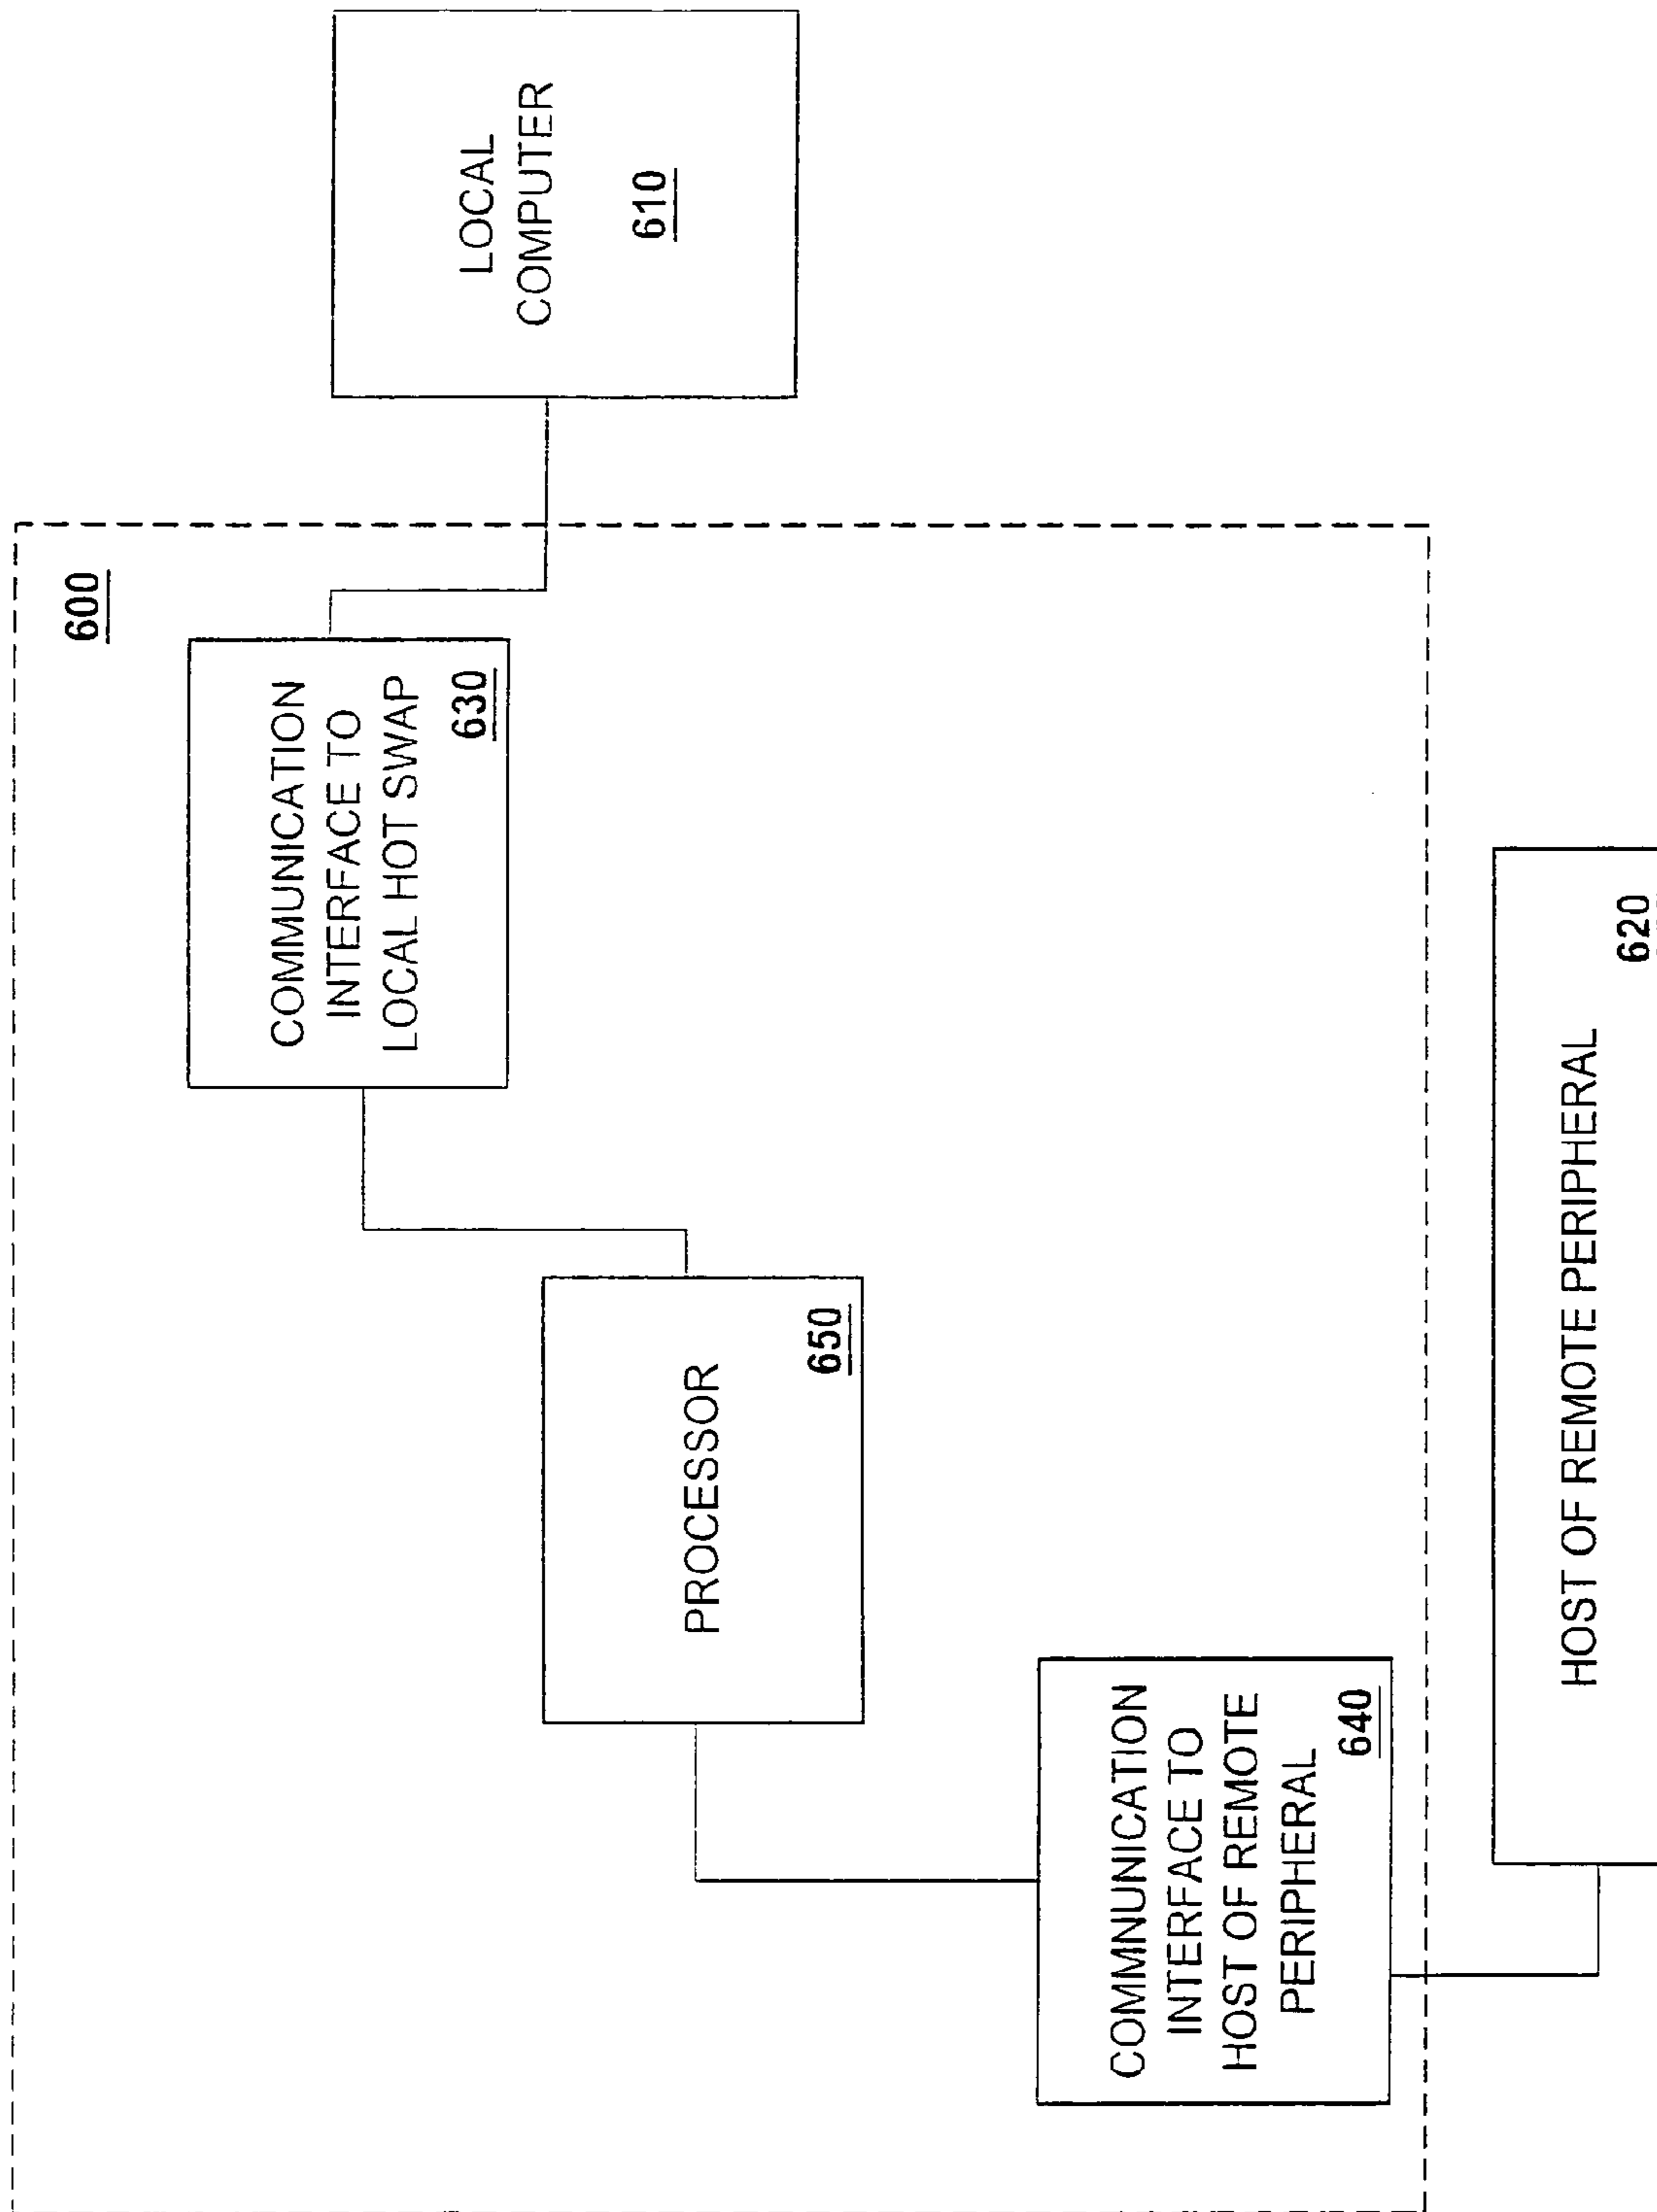 600
COMMUNICATION
INTERFACE TO
LOCAL HOT SWAP
630
LOCAL
COMPUTER
610
PROCESSOR
650
COMMNUNICATION
INTERFACE TO
HOST OF REMOTE
PERIPHERAL
640
HOST OF REMOTE PERIPHERAL
620